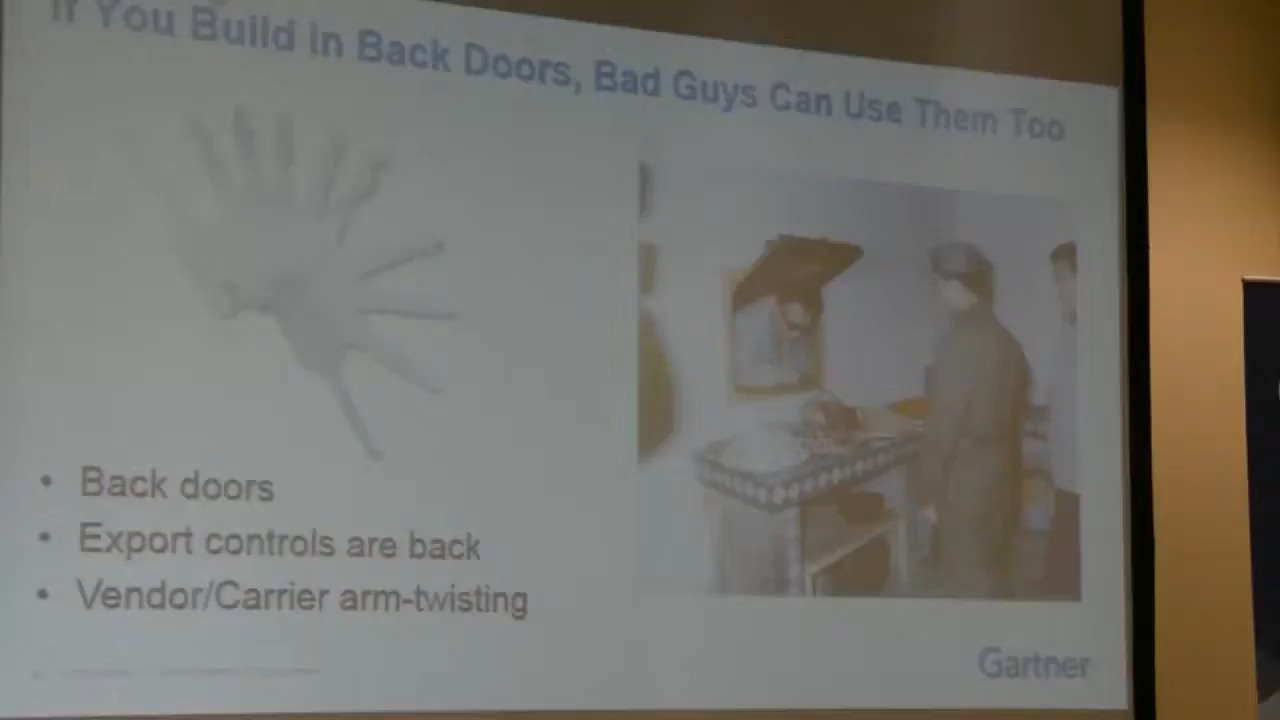 If You Build in Back Doors, Bad Guys Can Use Them Too
• Back doors
• Export controls are back
• Vendor/Carrier arm-twisting
Gartner